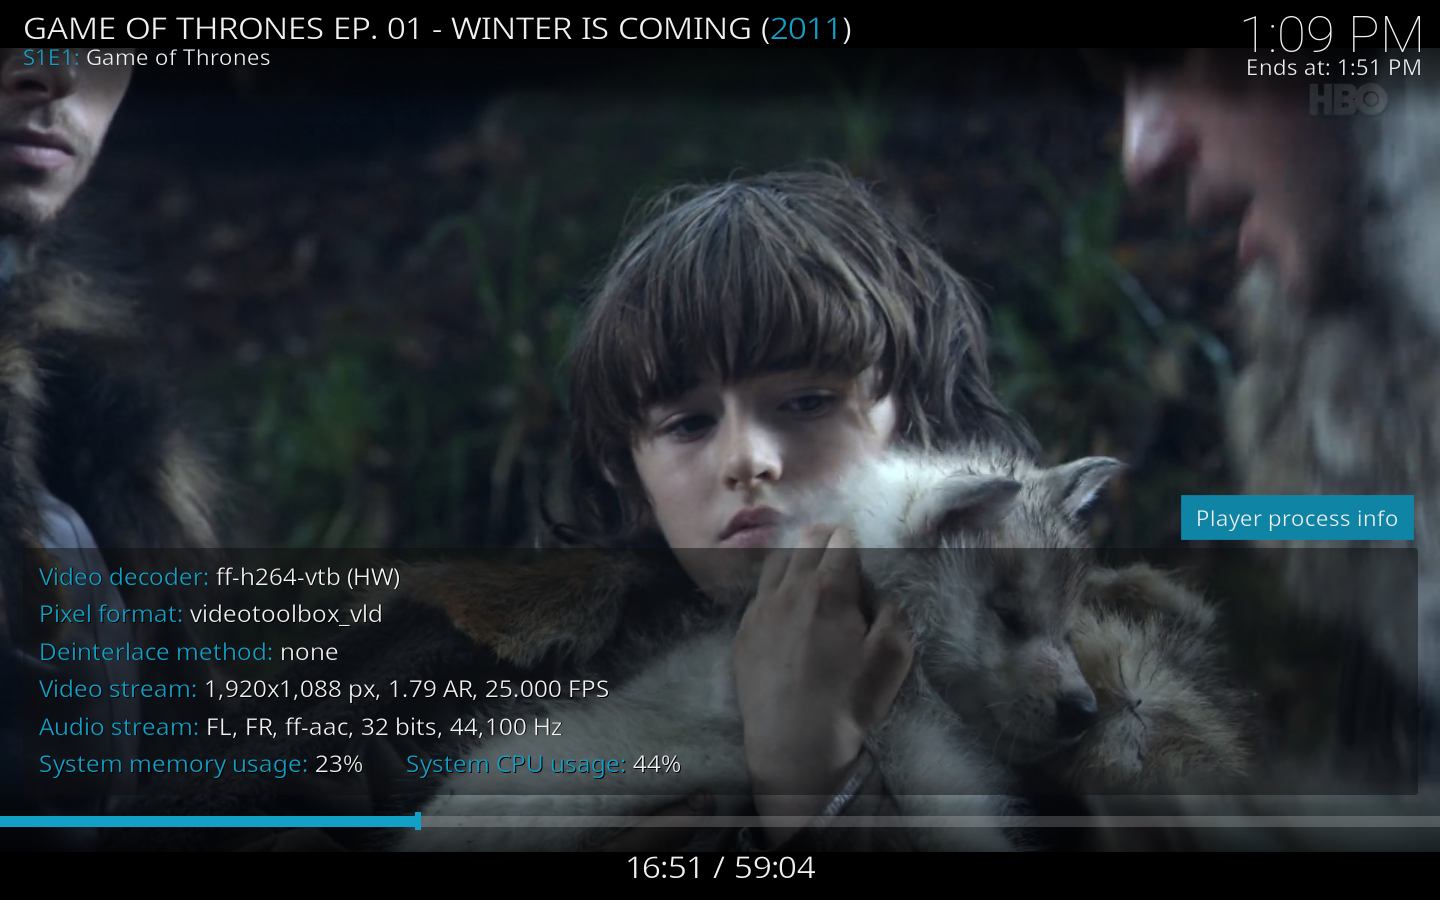 GAME OF THRONES EP. 01 - WINTER IS COMING (2011)
1:09 PM
S1E1: Game of Thrones
Ends at: 1:51 PM
HBO
Player process info
Video decoder: ff-h264-vtb (HW)
Pixel format: videotoolbox_vld
Deinterlace method: none
Video stream: 1,920x1,088 px, 1.79 AR, 25.000 FPS
Audio stream: FL, FR, ff-aac, 32 bits, 44,100 Hz
System memory usage: 23% System CPU usage: 44%
16:51 / 59:04